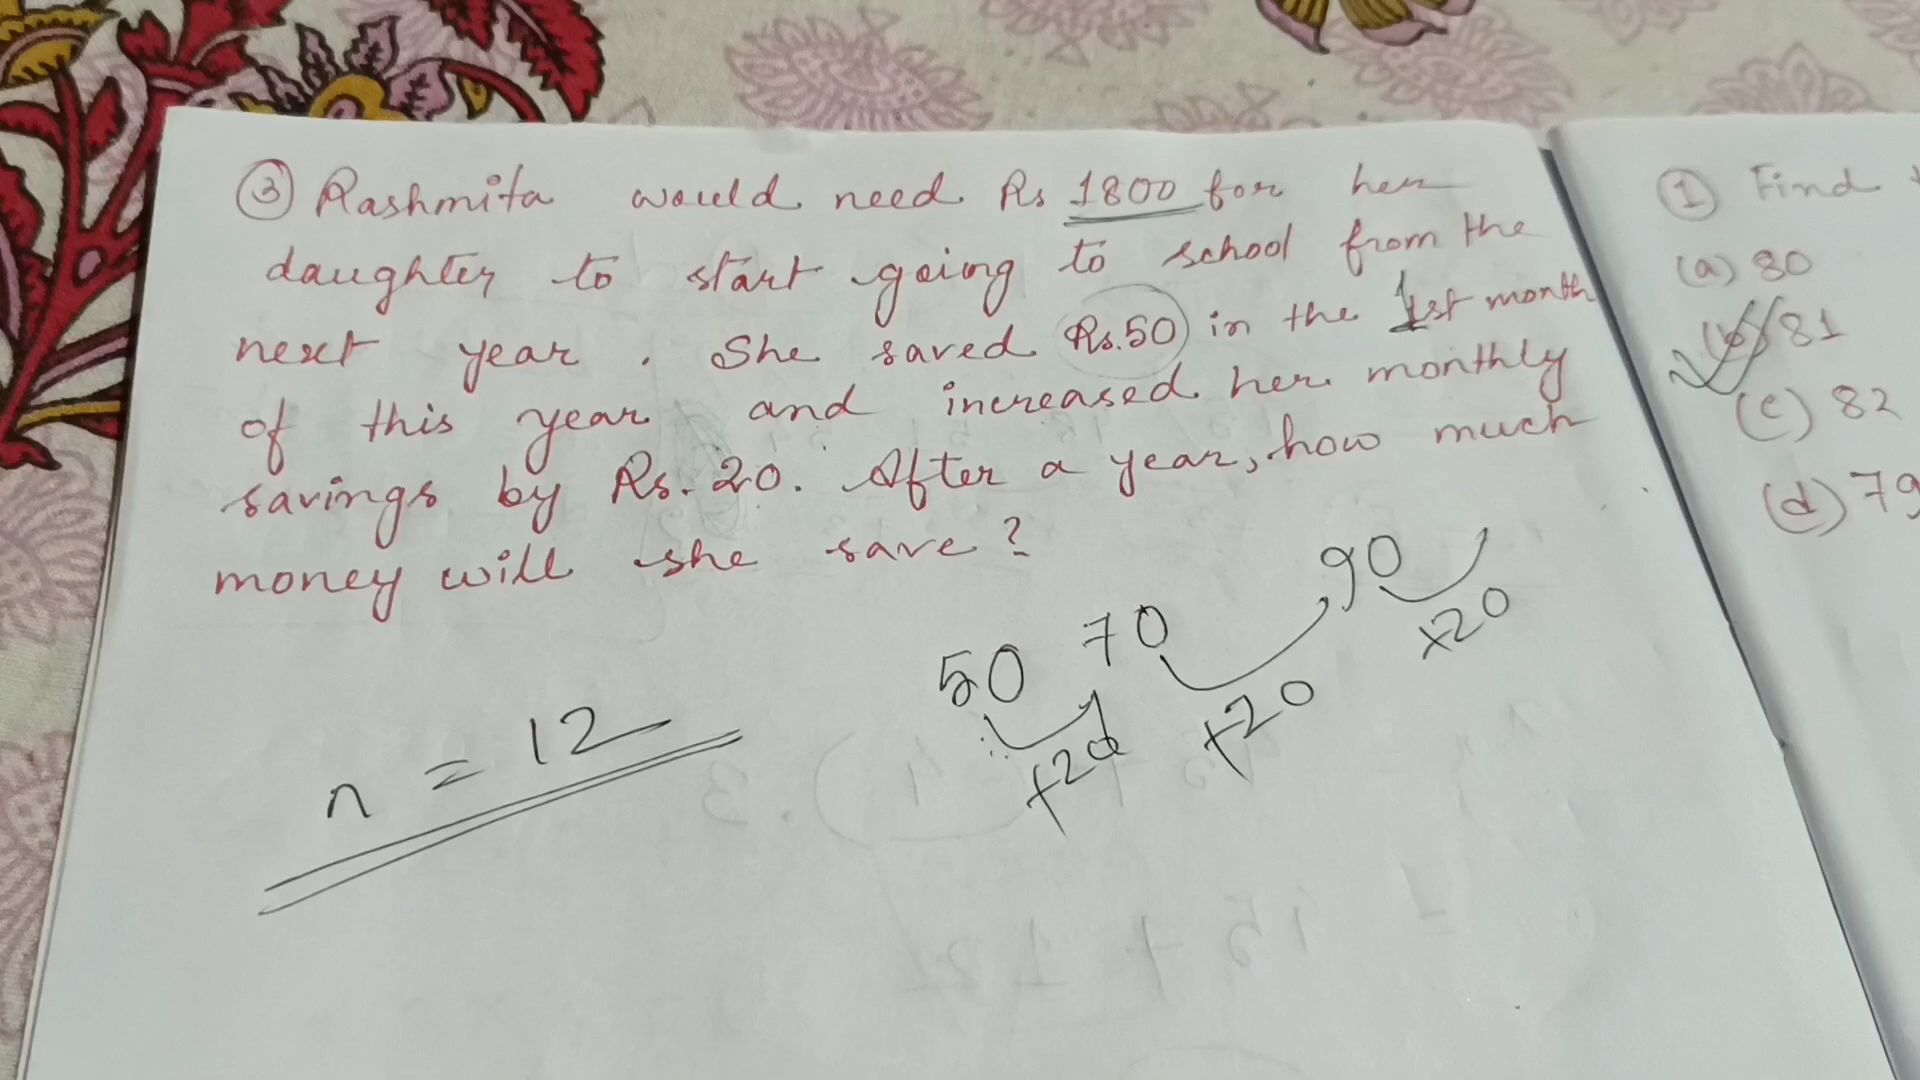 ③ Rashmita would need Rs 1800 for her
daughter to start going to school from the
next year. She saved Rs.50 in the 1st month
of this year and increased her monthly
savings by Rs.20. After a year, how much
money will she save?
50 70 90
+20 +20 +20
n = 12
① Find
(a) 80
(b) 81
(c) 82
(d) 79